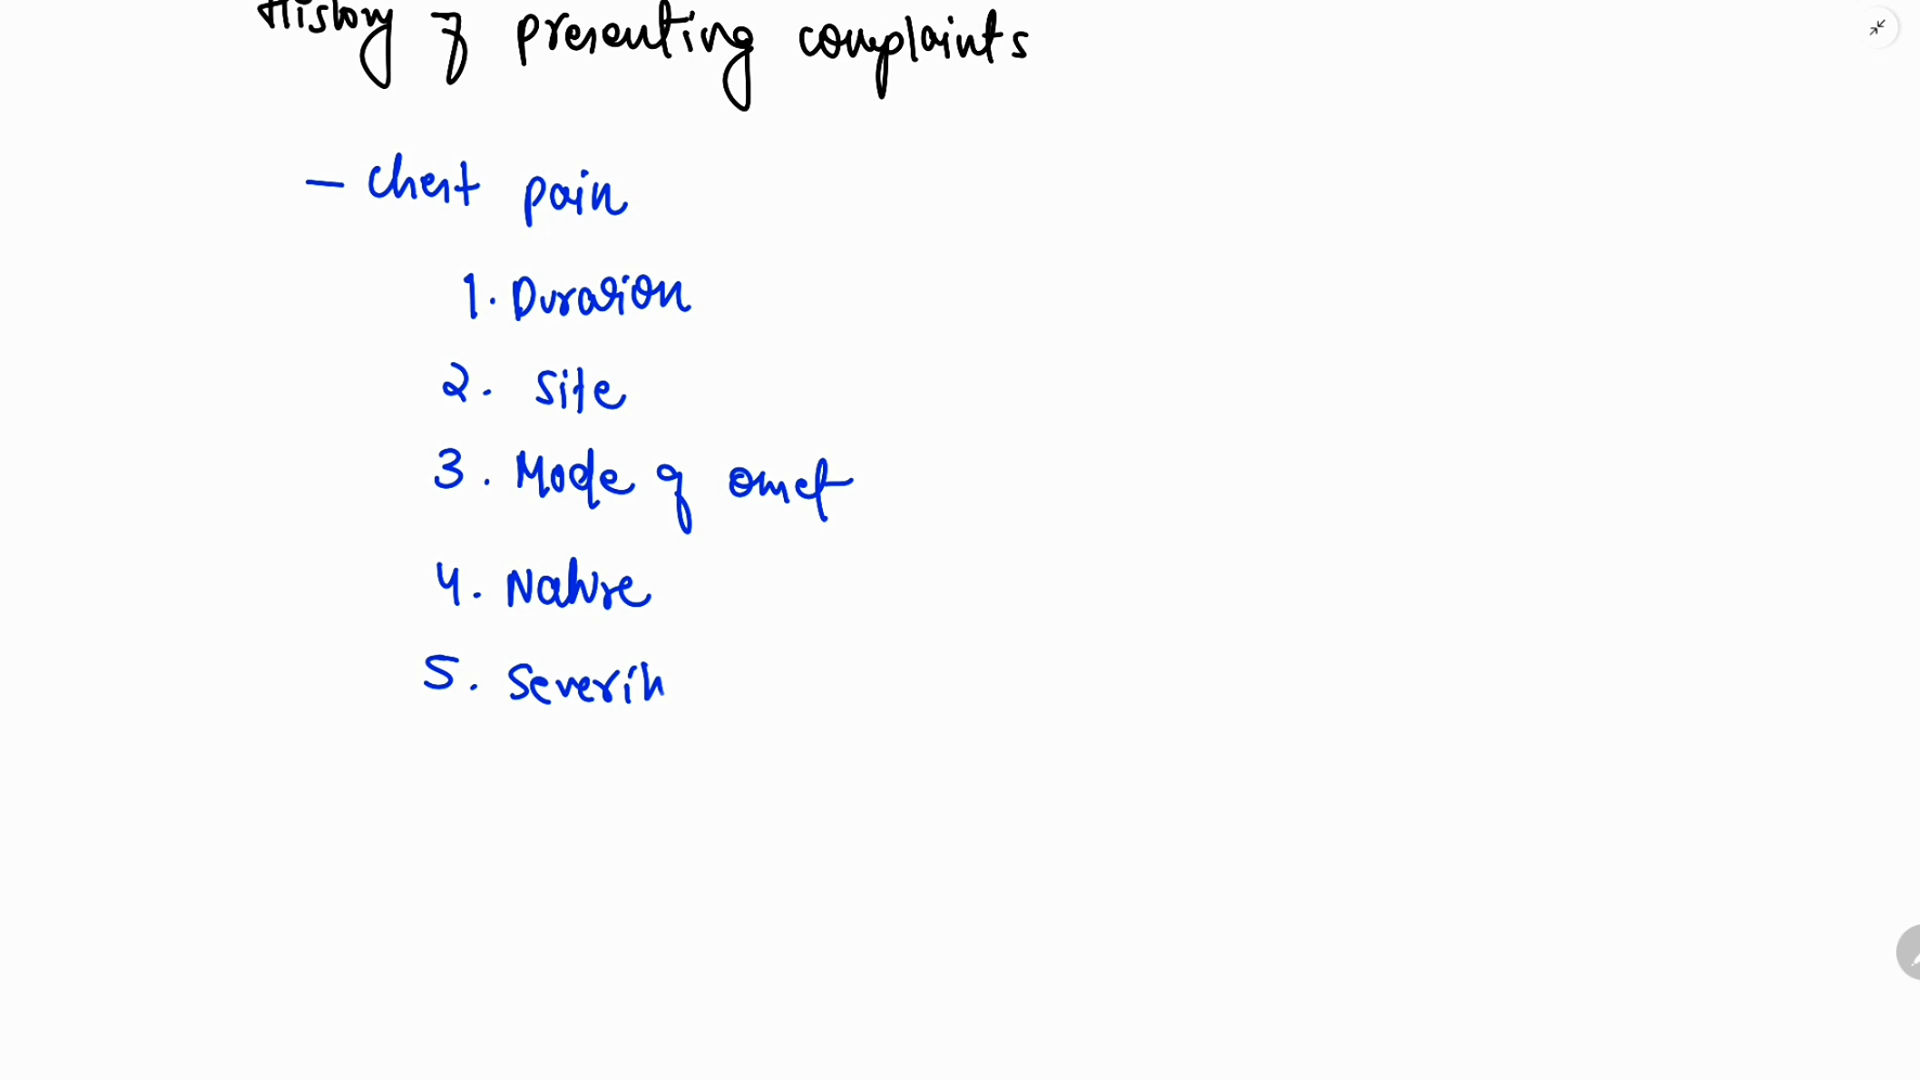 History of presenting complaints
- Chest pain
1. Duration
2. Site
3. Mode of onset
4. Nature
5. Severity